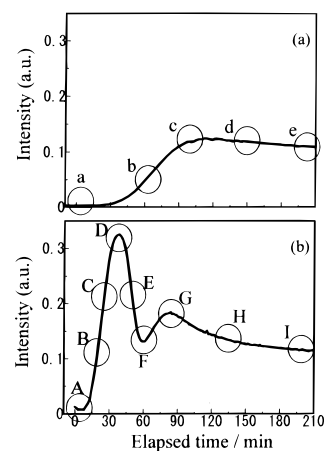 (a)
Intensity (a.u.)
0.3
0.2
0.1
0
a
b
c
d
e
(b)
Intensity (a.u.)
0.3
0.2
0.1
0
A
B
C
D
E
F
G
H
I
0 30 60 90 120 150 180 210
Elapsed time / min